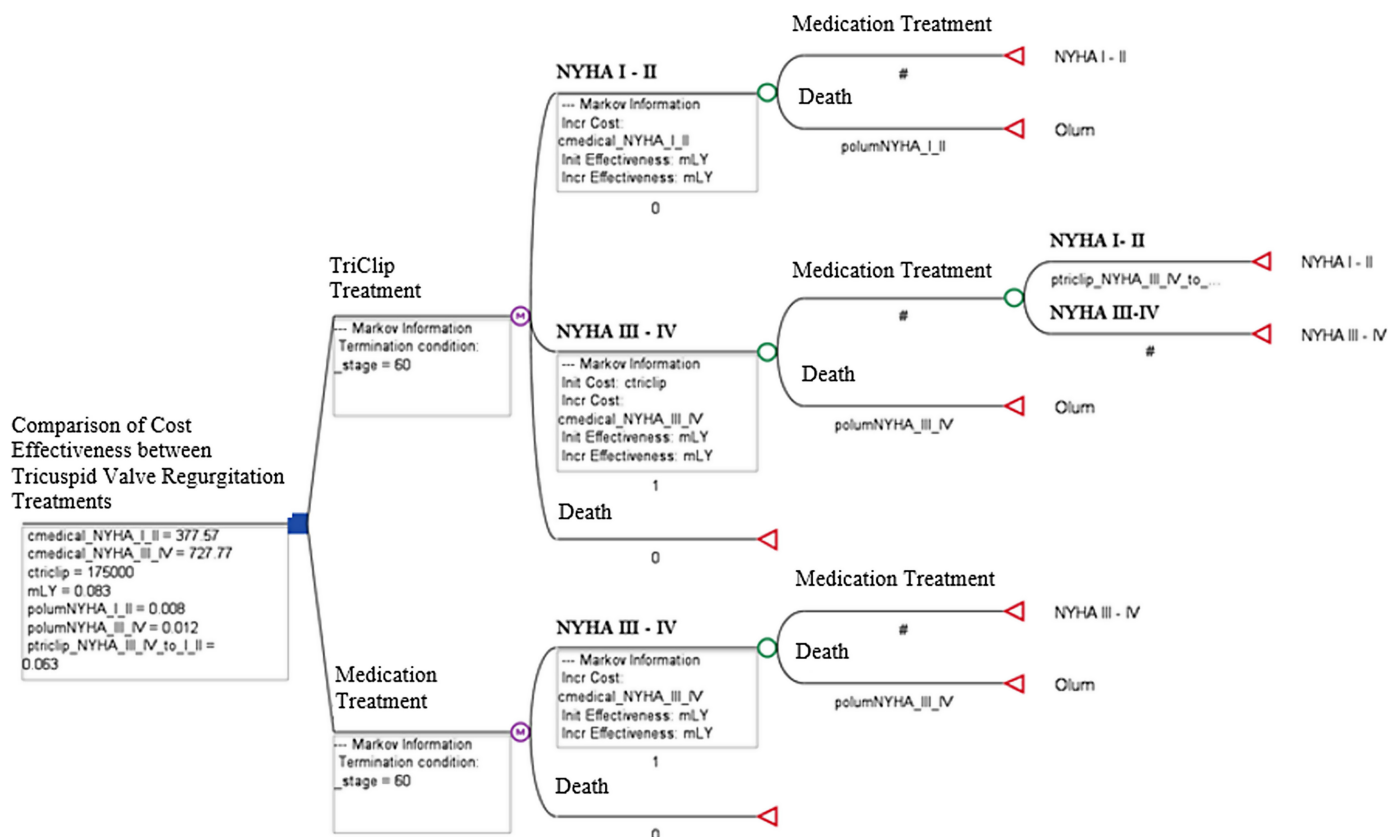 Comparison of Cost
Effectiveness between
Tricuspid Valve Regurgitation
Treatments
cmedical_NYHA_I_II = 377.57
cmedical_NYHA_III_IV = 727.77
ctriclip = 175000
mLY = 0.083
polumNYHA_I_II = 0.008
polumNYHA_III_IV = 0.012
ptriclip_NYHA_III_IV_to_I_II =
0.063
TriClip
Treatment
--- Markov Information
Termination condition:
_stage = 60
M
NYHA I - II
--- Markov Information
Incr Cost:
cmedical_NYHA_I_II
Init Effectiveness: mLY
Incr Effectiveness: mLY
0
Medication Treatment
#
NYHA I - II
Death
polumNYHA_I_II
Olum
NYHA III - IV
--- Markov Information
Init Cost: ctriclip
Incr Cost:
cmedical_NYHA_III_IV
Init Effectiveness: mLY
Incr Effectiveness: mLY
1
Medication Treatment
#
NYHA I- II
ptriclip_NYHA_III_IV_to_...
NYHA I - II
NYHA III-IV
#
NYHA III - IV
Death
polumNYHA_III_IV
Olum
Death
0
Medication
Treatment
--- Markov Information
Termination condition:
_stage = 60
M
NYHA III - IV
--- Markov Information
Incr Cost:
cmedical_NYHA_III_IV
Init Effectiveness: mLY
Incr Effectiveness: mLY
1
Medication Treatment
#
NYHA III - IV
Death
polumNYHA_III_IV
Olum
Death
0